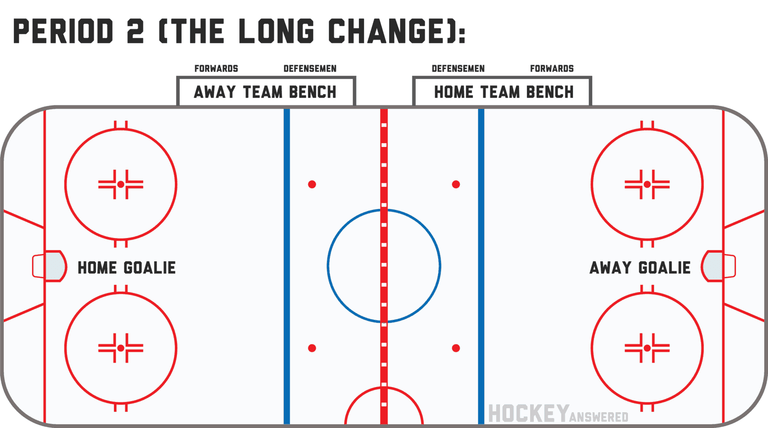 PERIOD 2 (THE LONG CHANGE):
FORWARDS DEFENSEMEN DEFENSEMEN FORWARDS
AWAY TEAM BENCH HOME TEAM BENCH
HOME GOALIE AWAY GOALIE
HOCKEY ANSWERED